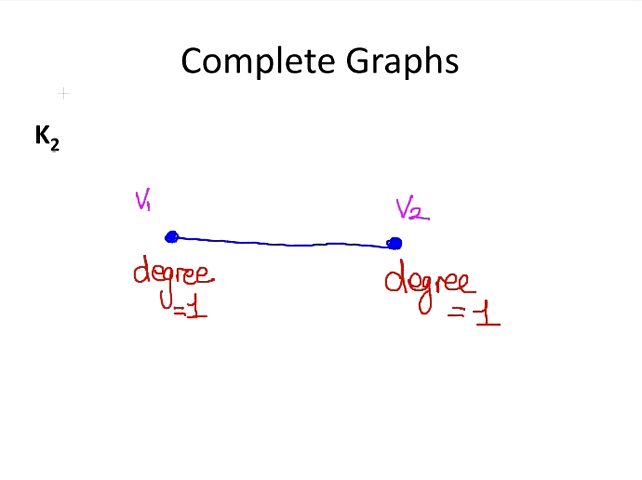 Complete Graphs
K₂
V₁
V₂
degree
=1
degree
=1